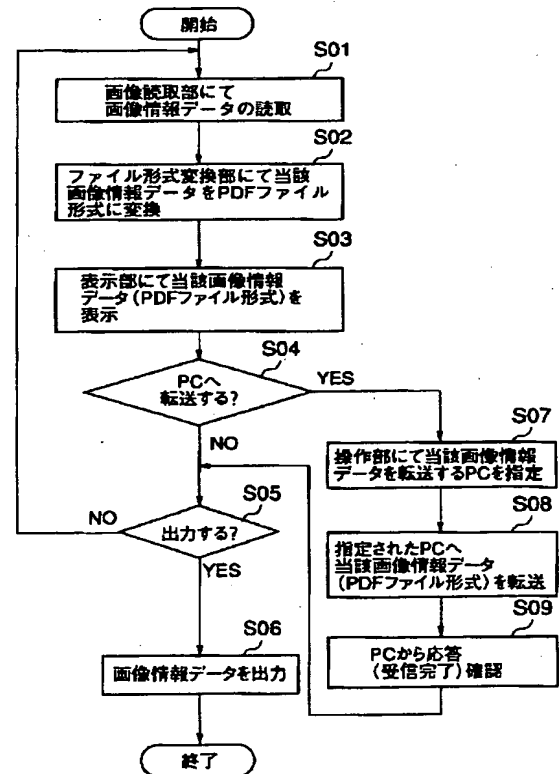 開始
S01
画像読取部にて
画像情報データの読取
S02
ファイル形式変換部にて当該
画像情報データをPDFファイル
形式に変換
S03
表示部にて当該画像情報
データ(PDFファイル形式)を
表示
S04
PCへ
転送する?
YES
NO
S07
操作部にて当該画像情報
データを転送するPCを指定
S08
指定されたPCへ
当該画像情報データ
(PDFファイル形式)を転送
S09
PCから応答
(受信完了)確認
S05
出力する?
NO
YES
S06
画像情報データを出力
終了